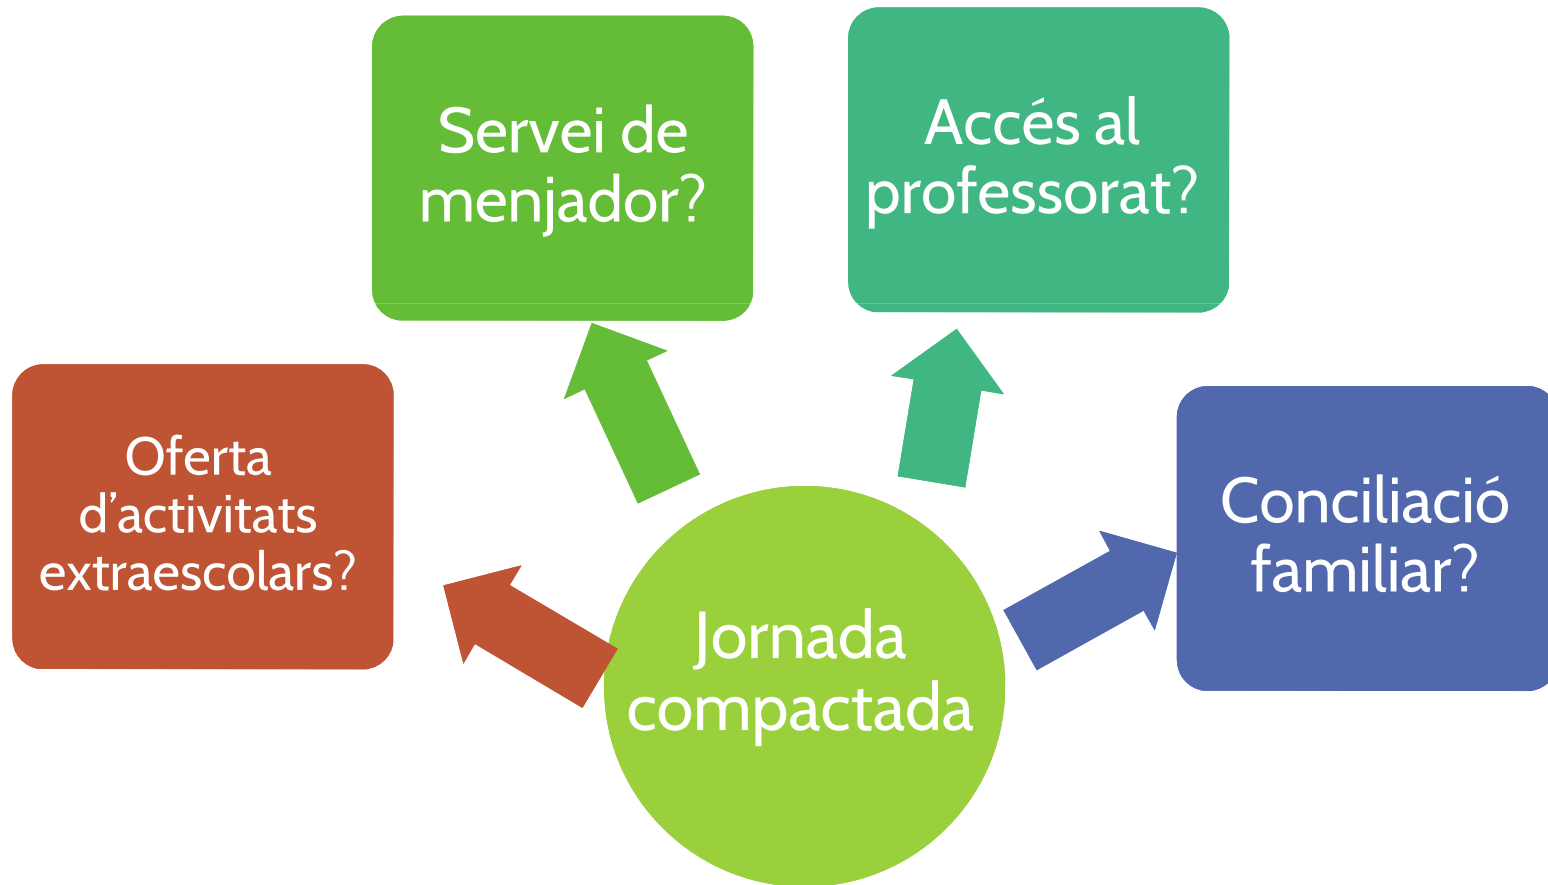 Servei de
menjador?
Accés al
professorat?
Oferta
d’activitats
extraescolars?
Conciliació
familiar?
Jornada
compactada